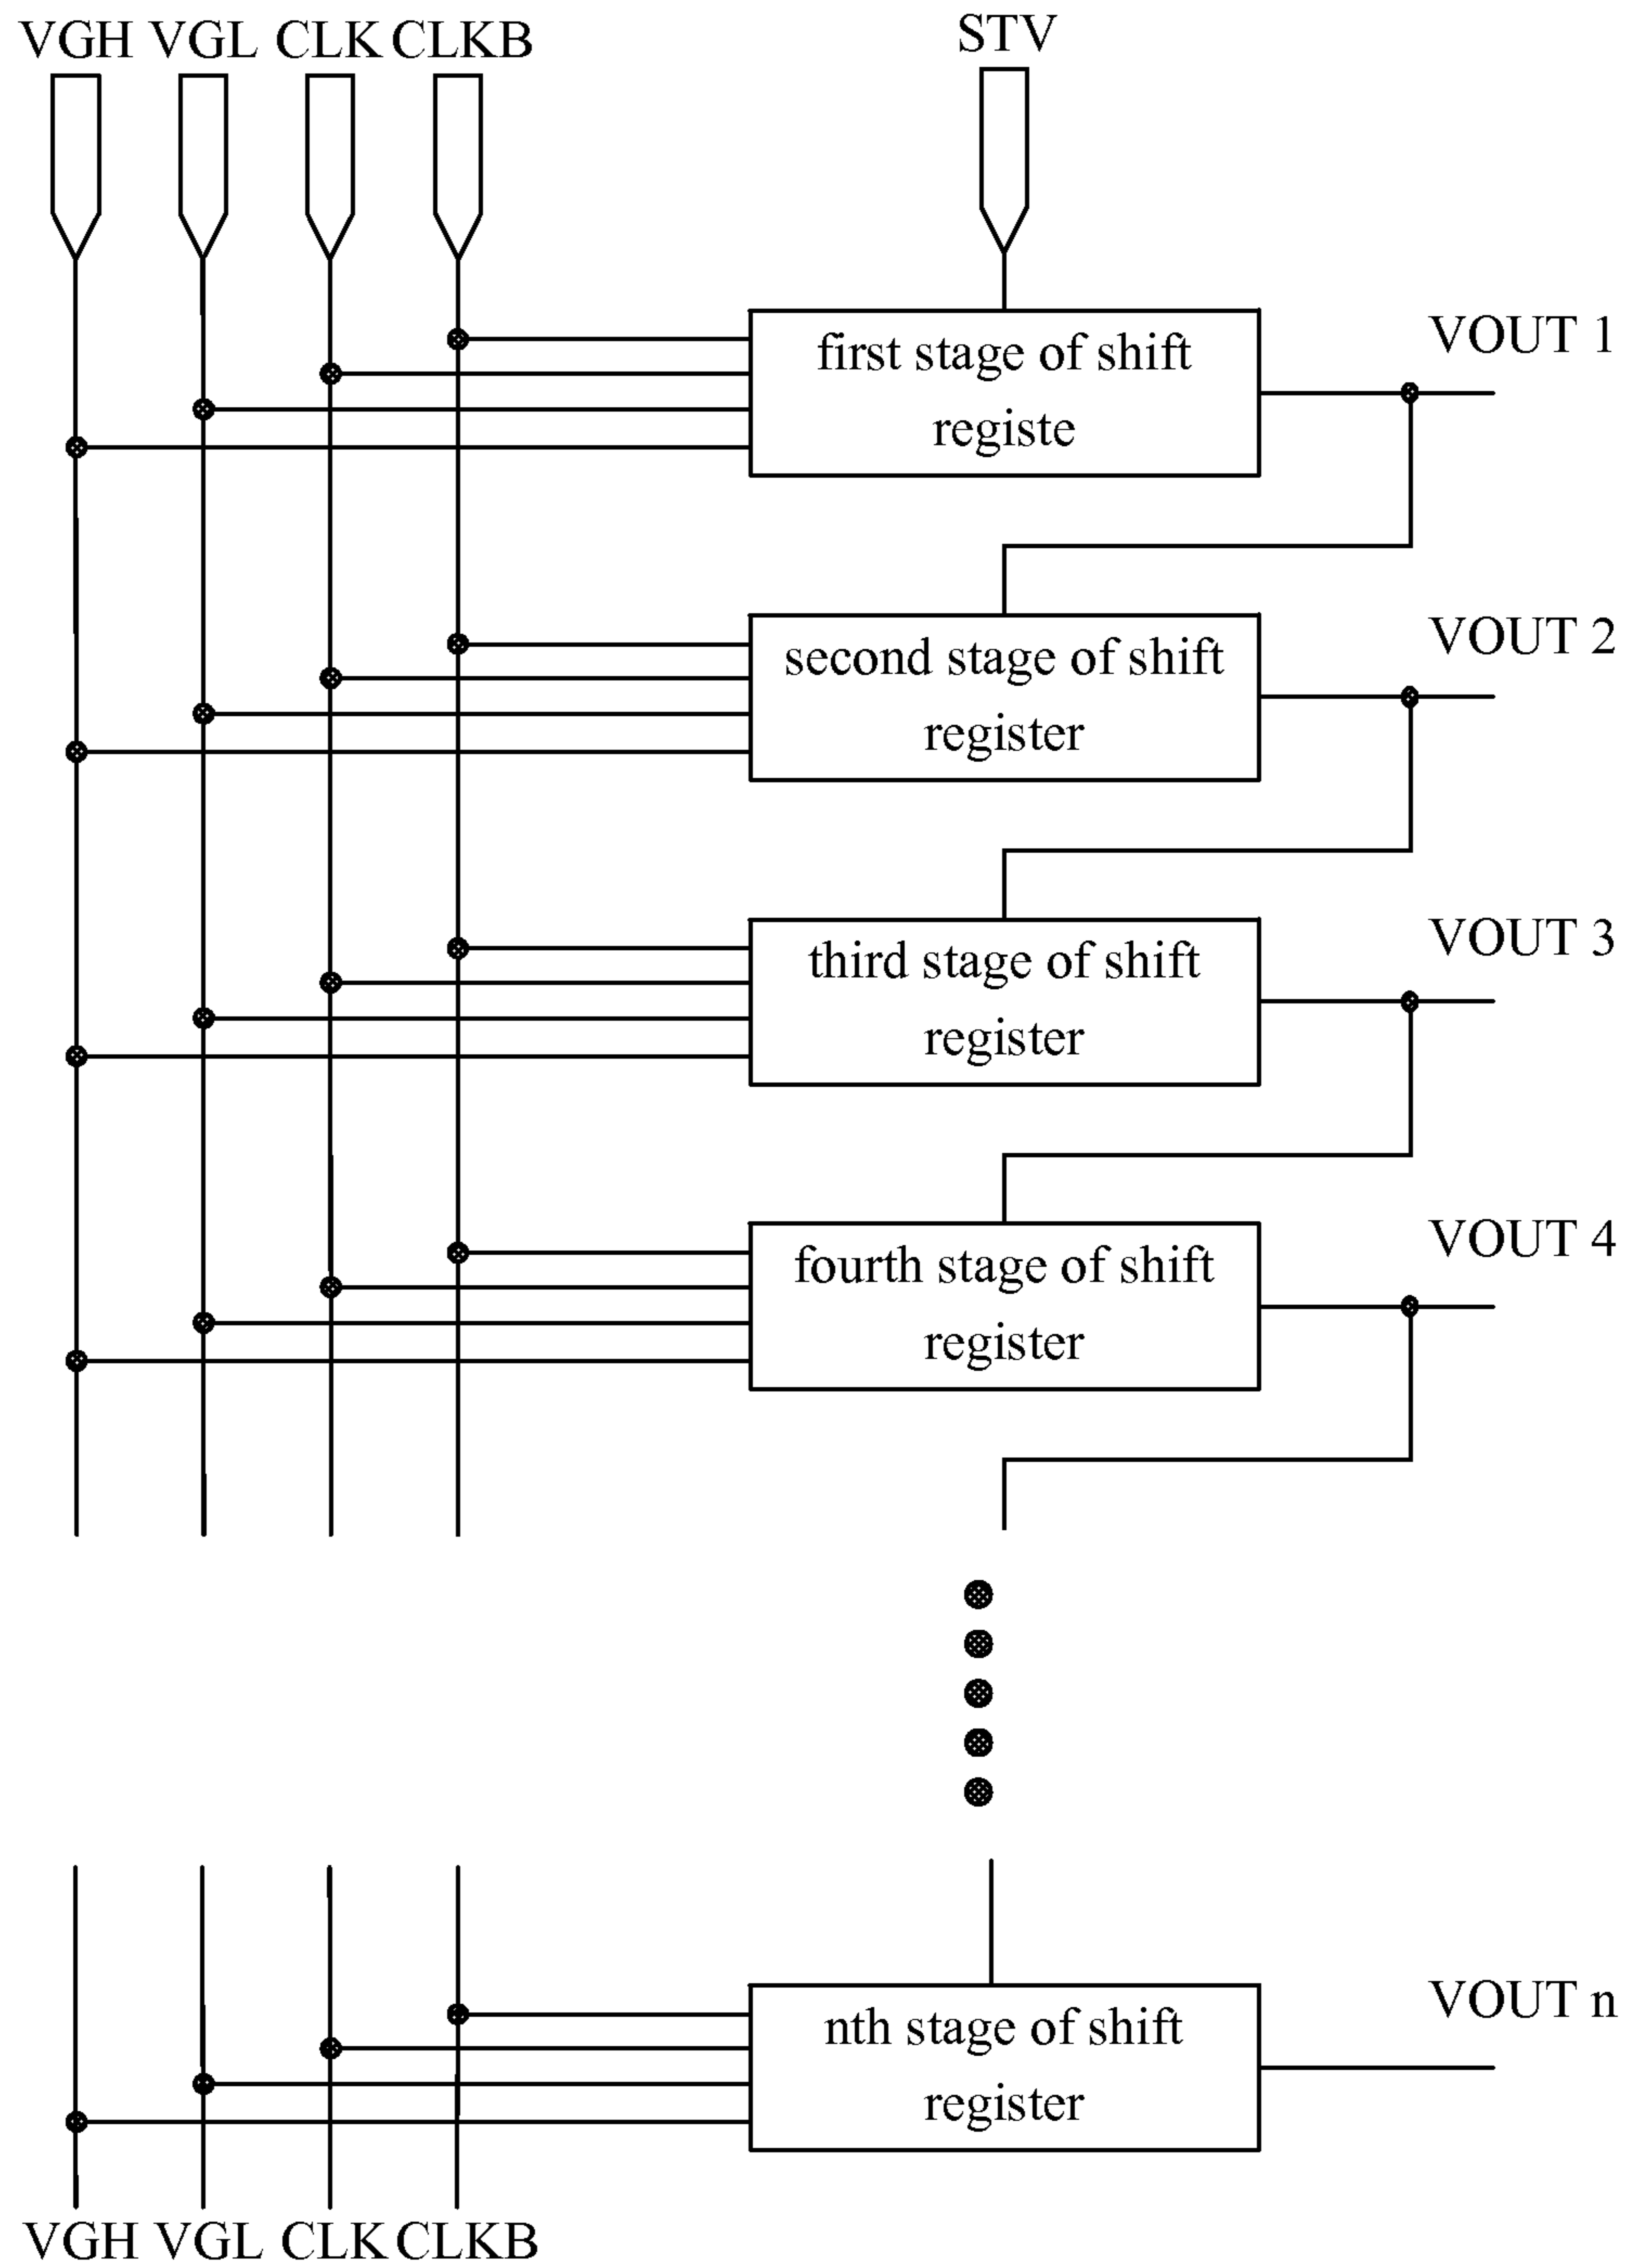 VGH VGL CLK CLKB STV
first stage of shift
registe
VOUT 1
second stage of shift
register
VOUT 2
third stage of shift
register
VOUT 3
fourth stage of shift
register
VOUT 4
nth stage of shift
register
VOUT n
VGH VGL CLK CLKB